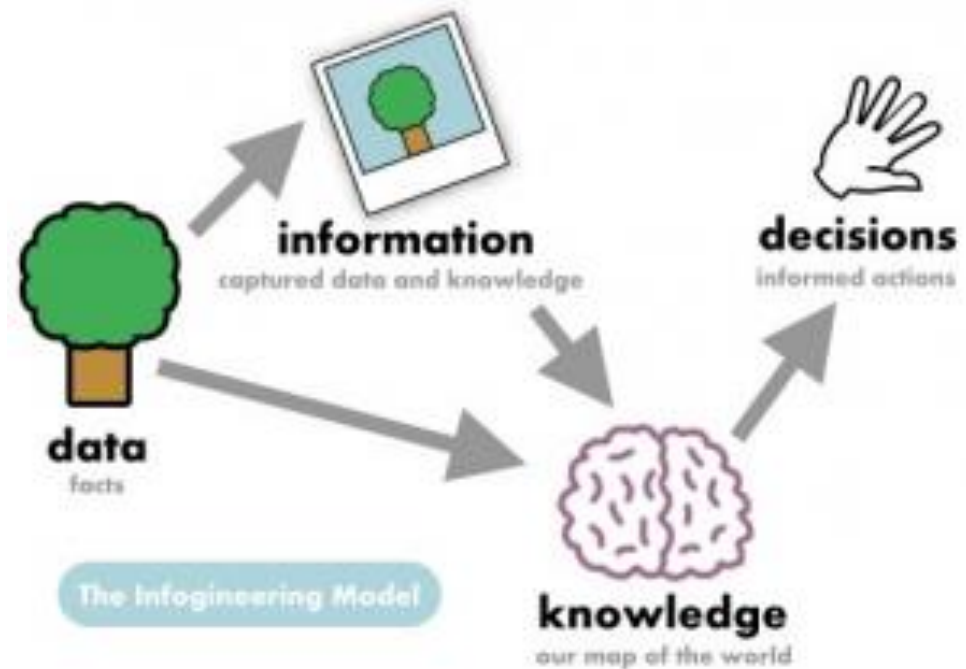 information
captured data and knowledge
decisions
informed actions
data
facts
The Infogineering Model
knowledge
our map of the world